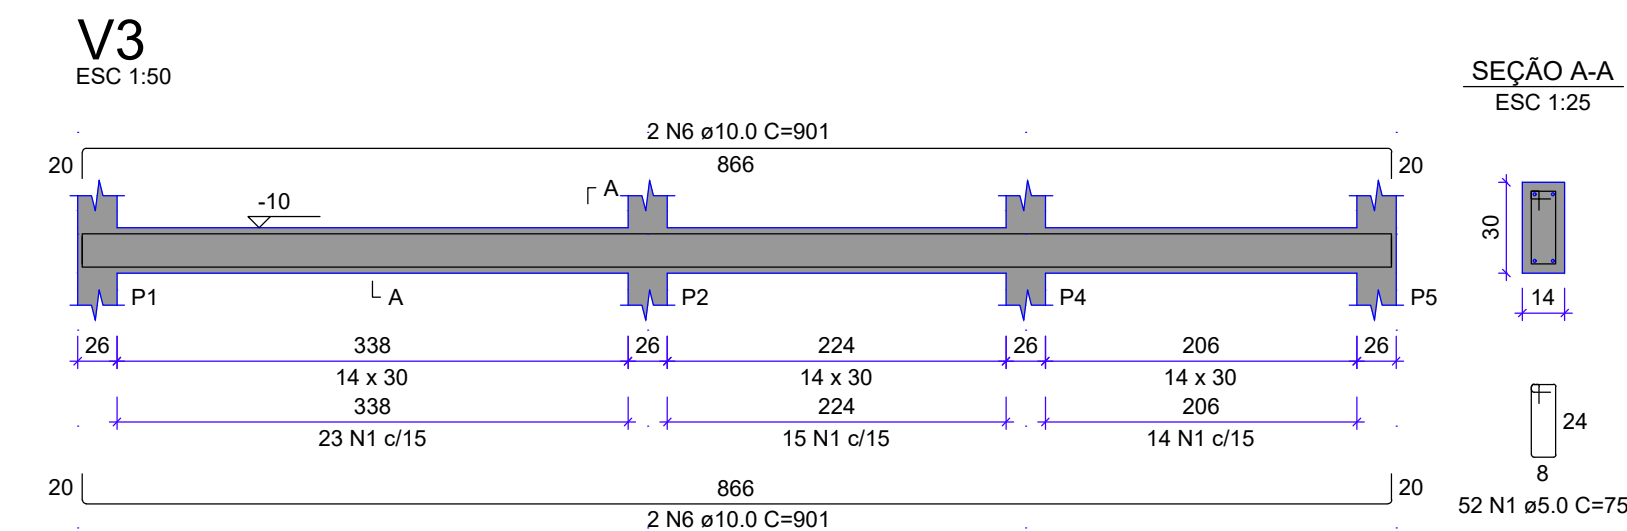 V3
ESC 1:50
SEÇÃO A-A
ESC 1:25
2 N6 ø10.0 C=901
20
866
20
-10
A
A
P1
P2
P4
P5
30
14
26
338
26
224
26
206
26
14 x 30
14 x 30
14 x 30
338
224
206
23 N1 c/15
15 N1 c/15
14 N1 c/15
24
8
52 N1 ø5.0 C=75
20
866
20
2 N6 ø10.0 C=901